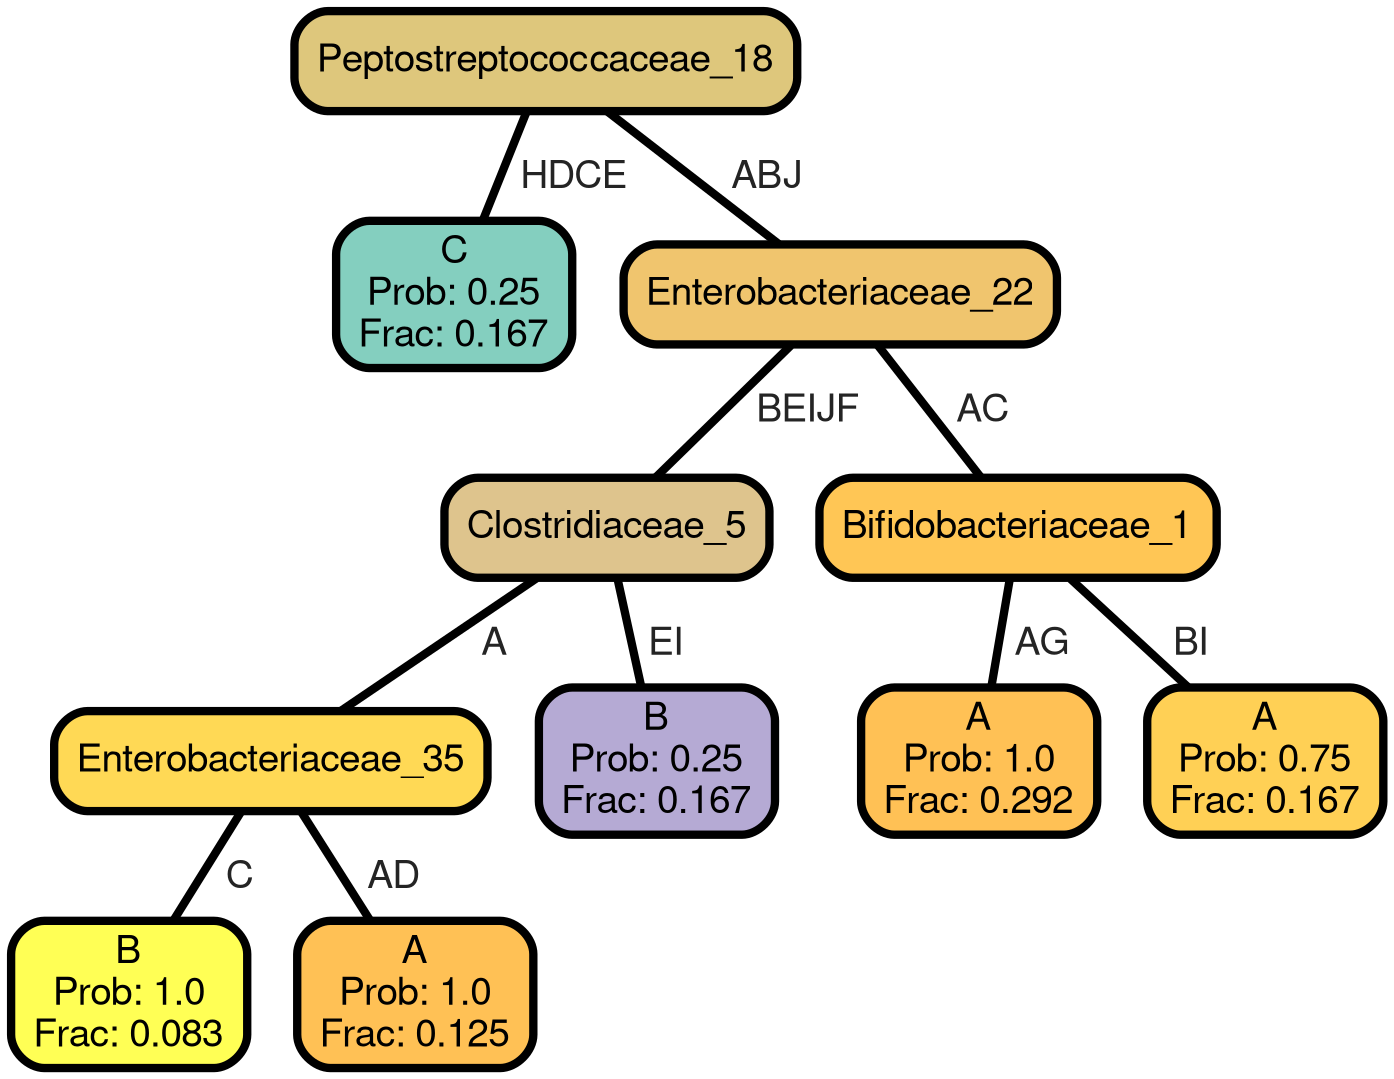 Peptostreptococcaceae_18
HDCE
ABJ
C
Prob: 0.25
Frac: 0.167
Enterobacteriaceae_22
BEIJF
AC
Clostridiaceae_5
Bifidobacteriaceae_1
A
EI
AG
BI
Enterobacteriaceae_35
B
Prob: 0.25
Frac: 0.167
A
Prob: 1.0
Frac: 0.292
A
Prob: 0.75
Frac: 0.167
C
AD
B
Prob: 1.0
Frac: 0.083
A
Prob: 1.0
Frac: 0.125